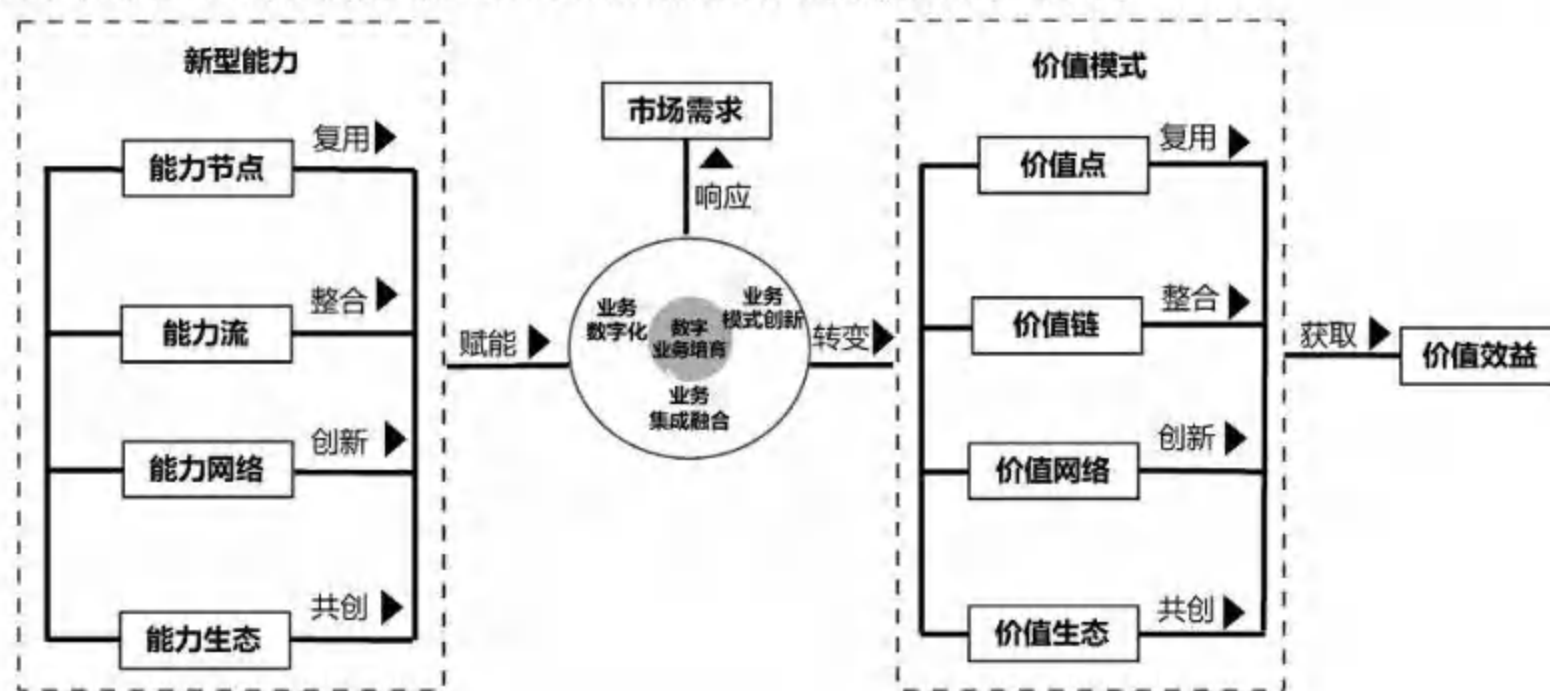 新型能力
能力节点
复用
能力流
整合
能力网络
创新
能力生态
共创
赋能
市场需求
响应
业务
数字化
业务
模式创新
数字
业务培育
业务
集成融合
转变
价值模式
价值点
复用
价值链
整合
价值网络
创新
价值生态
共创
获取
价值效益